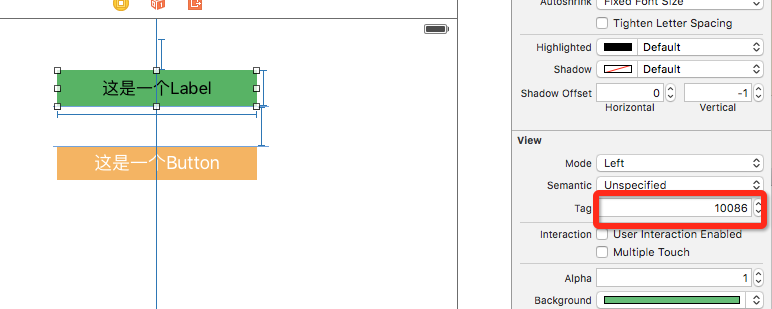 Autoshrink Fixed Font Size
Tighten Letter Spacing
Highlighted Default
Shadow Default
Shadow Offset 0 -1
Horizontal Vertical
View
Mode Left
Semantic Unspecified
Tag 10086
Interaction User Interaction Enabled
Multiple Touch
Alpha 1
Background
这是一个Label
这是一个Button